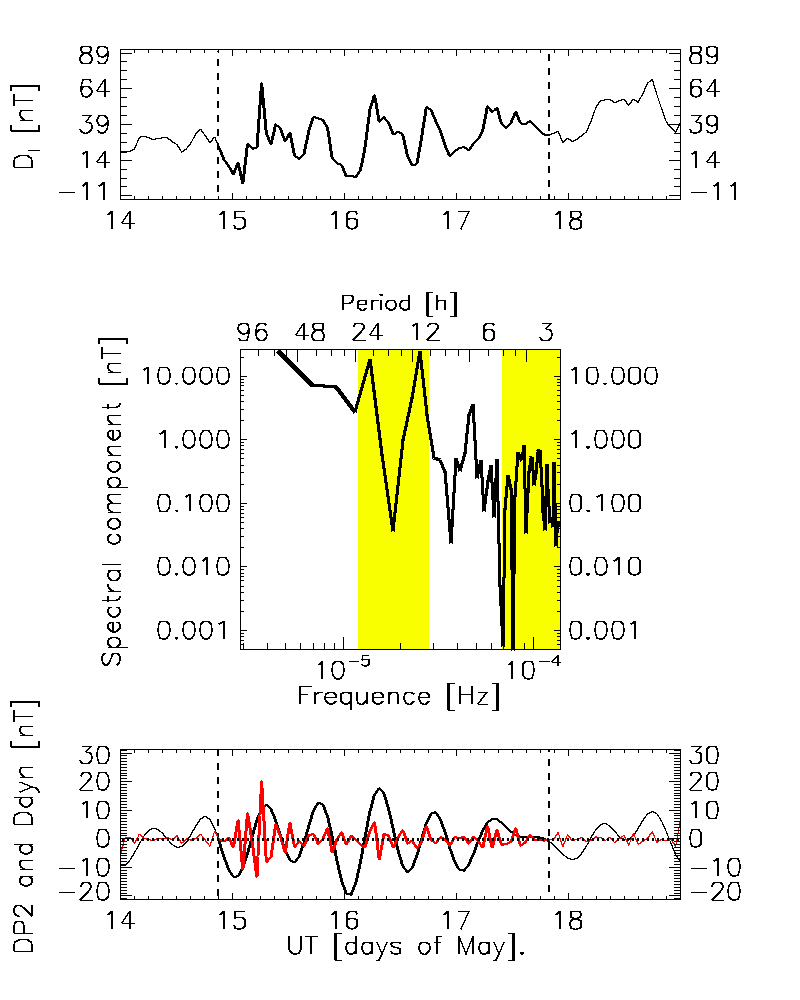 89 89
64 64
39 39
14 14
−11 −11
D_I [nT]
14 15 16 17 18
Period [h]
96 48 24 12 6 3
10.000 10.000
1.000 1.000
0.100 0.100
0.010 0.010
0.001 0.001
Spectral component [nT]
10^-5 10^-4
Frequence [Hz]
30 30
20 20
10 10
0 0
−10 −10
−20 −20
DP2 and Ddyn [nT]
14 15 16 17 18
UT [days of May].